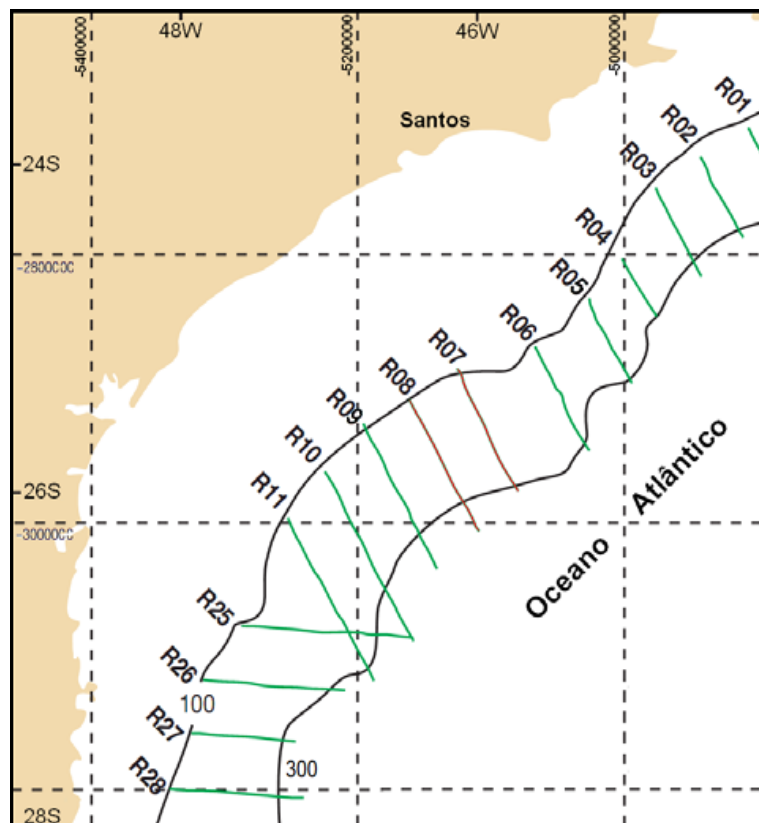 48W
46W
-5400000
-5200000
-5000000
Santos
R01
R02
R03
24S
R04
-2800000
R05
R06
R07
R08
R09
R10
Atlântico
R11
26S
-3000000
Oceano
R25
R26
100
R27
300
R28
28S